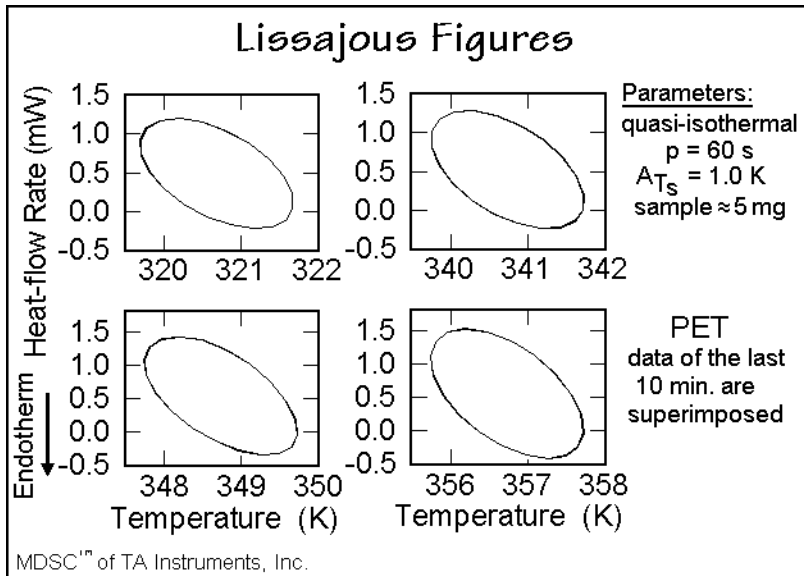 Lissajous Figures
Heat-flow Rate (mW)
Endotherm
1.5
1.0
0.5
0.0
-0.5
320 321 322
1.5
1.0
0.5
0.0
-0.5
340 341 342
Parameters:
quasi-isothermal
p = 60 s
ATs = 1.0 K
sample ≈ 5 mg
1.5
1.0
0.5
0.0
-0.5
348 349 350
Temperature (K)
1.5
1.0
0.5
0.0
-0.5
356 357 358
Temperature (K)
PET
data of the last
10 min. are
superimposed
MDSC™ of TA Instruments, Inc.